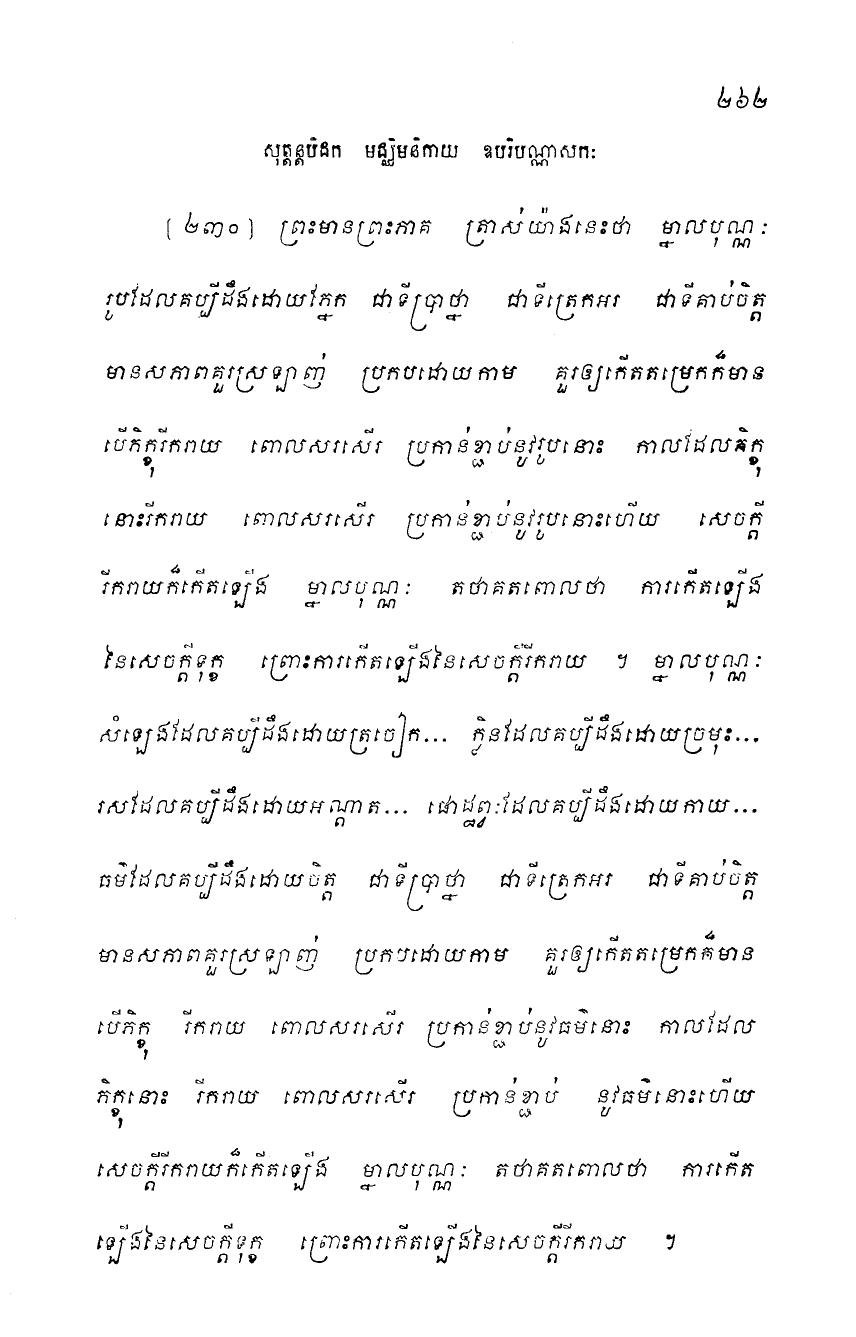 ២៦២
សុត្តន្តបិដក មជ្ឈិមនិកាយ ឧបរិបណ្ណាសកៈ
[២៣០] ព្រះមានព្រះភាគ ត្រាស់យ៉ាងនេះថា ម្នាលបុណ្ណៈ
រូបដែលគប្បីដឹងដោយភ្នែក ជាទីប្រាថ្នា ជាទីត្រេកអរ ជាទីគាប់ចិត្ត
មានសភាពគួរស្រឡាញ់ ប្រកបដោយកាម គួរឲ្យកើតតម្រេកក៏មាន
បើភិក្ខុរីករាយ ពោលសរសើរ ប្រកាន់ខ្ជាប់នូវរូបនោះ កាលដែលភិក្ខុ
នោះរីករាយ ពោលសរសើរ ប្រកាន់ខ្ជាប់នូវរូបនោះហើយ សេចក្តី
រីករាយក៏កើតឡើង ម្នាលបុណ្ណៈ តថាគតពោលថា ការកើតឡើង
នៃសេចក្តីទុក្ខ ព្រោះការកើតឡើងនៃសេចក្តីរីករាយ ។ ម្នាលបុណ្ណៈ
សំឡេងដែលគប្បីដឹងដោយត្រចៀក... ក្លិនដែលគប្បីដឹងដោយច្រមុះ...
រសដែលគប្បីដឹងដោយអណ្តាត... ផោដ្ឋព្វៈដែលគប្បីដឹងដោយកាយ...
ធម៌ដែលគប្បីដឹងដោយចិត្ត ជាទីប្រាថ្នា ជាទីត្រេកអរ ជាទីគាប់ចិត្ត
មានសភាពគួរស្រឡាញ់ ប្រកបដោយកាម គួរឲ្យកើតតម្រេកក៏មាន
បើភិក្ខុ រីករាយ ពោលសរសើរ ប្រកាន់ខ្ជាប់នូវធម៌នោះ កាលដែល
ភិក្ខុនោះ រីករាយ ពោលសរសើរ ប្រកាន់ខ្ជាប់ នូវធម៌នោះហើយ
សេចក្តីរីករាយក៏កើតឡើង ម្នាលបុណ្ណៈ តថាគតពោលថា ការកើត
ឡើងនៃសេចក្តីទុក្ខ ព្រោះការកើតឡើងនៃសេចក្តីរីករាយ ។